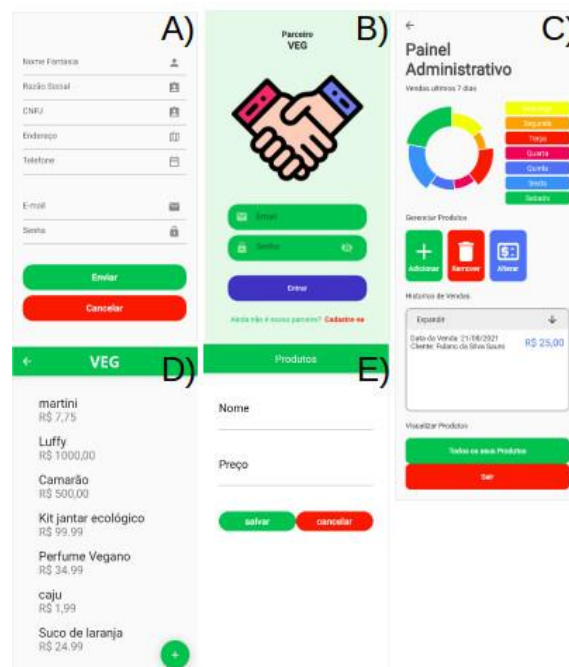 A)
Nome Fantasia
Razão Social
CNPJ
Endereço
Telefone
E-mail
Senha
Enviar
Cancelar
B)
Parceiro
VEG
Email
Senha
Entrar
Ainda não é nosso parceiro? Cadastre-se
C)
Painel
Administrativo
Vendas ultimos 7 dias
Domingo
Segunda
Terça
Quarta
Quinta
Sexta
Sabado
Gerenciar Produtos
Adicionar
Remover
Alterar
Historico de Vendas
Expandir
Data da Venda: 21/08/2021
Cliente: Fulano da Silva Sauro
R$ 25,00
Visualizar Produtos
Todos os seus Produtos
Sair
D)
VEG
martini
R$ 7,75
Luffy
R$ 1000,00
Camarão
R$ 500,00
Kit jantar ecológico
R$ 99.99
Perfume Vegano
R$ 34.99
caju
R$ 1,99
Suco de laranja
R$ 24.99
+
E)
Produtos
Nome
Preço
salvar
cancelar